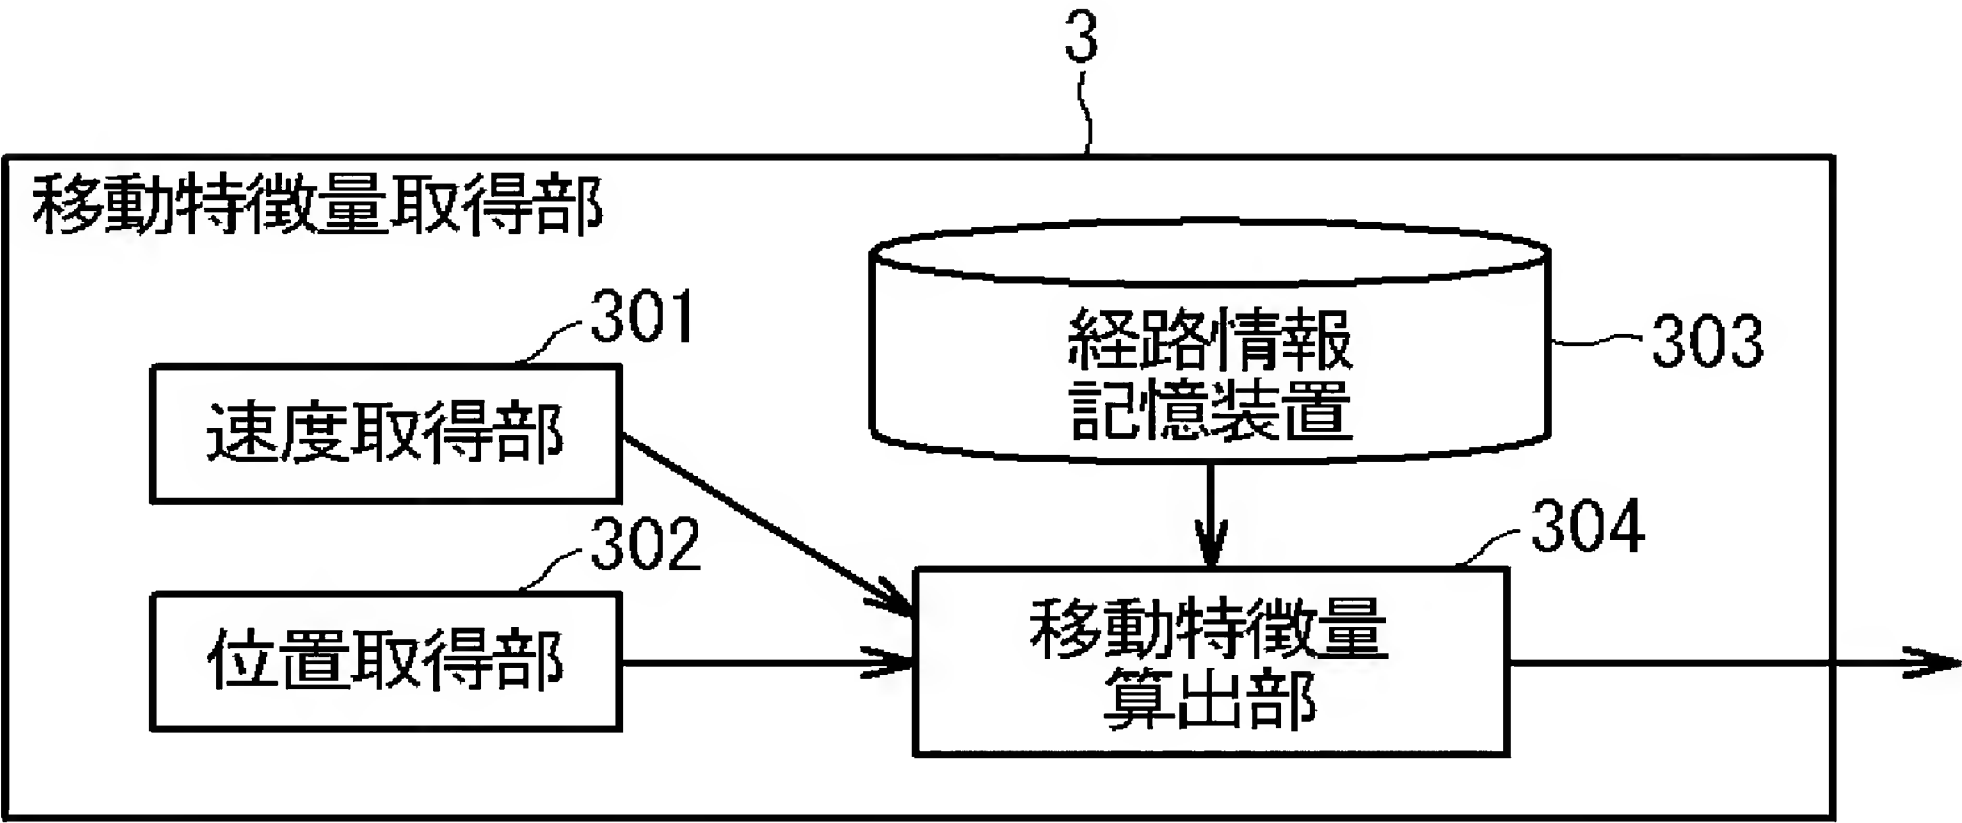 3
移動特徴量取得部
301
速度取得部
経路情報
記憶装置
303
302
位置取得部
304
移動特徴量
算出部